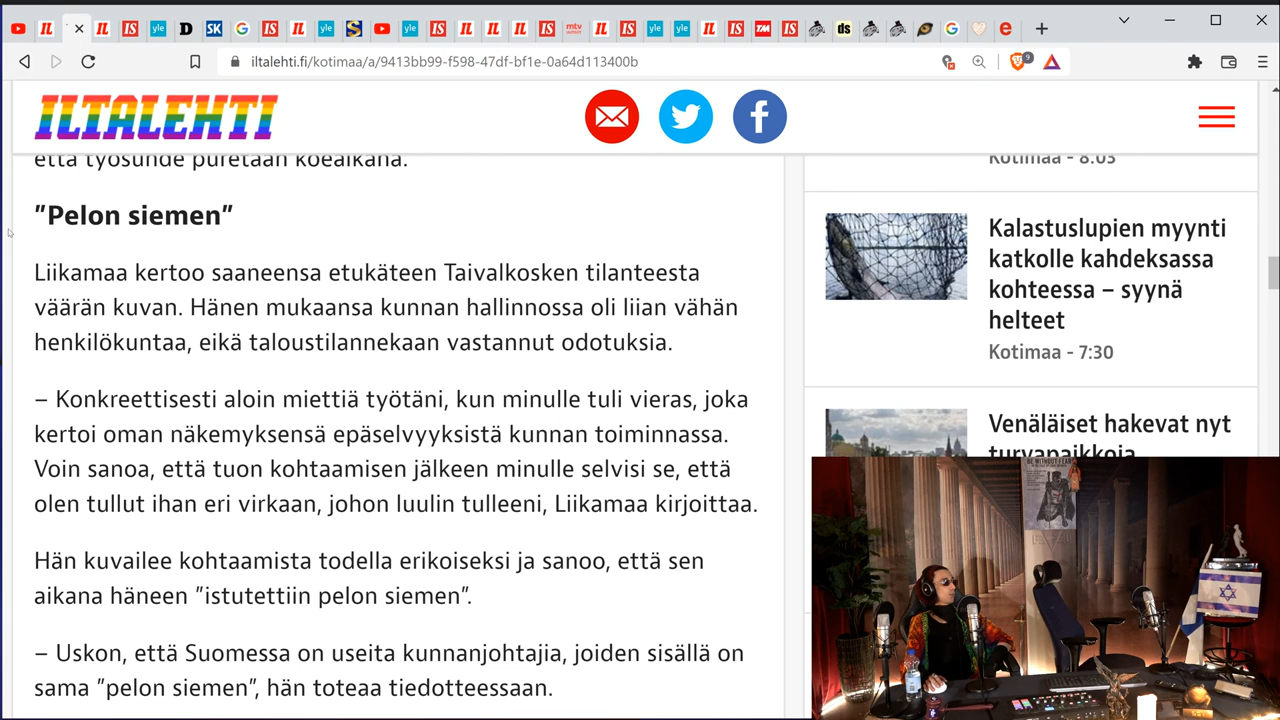 iltalehti.fi/kotimaa/a/9413bb99-f598-47df-bf1e-0a64d113400b
ILTALEHTI
että työsuhde puretaan koeaikana.
”Pelon siemen”
Liikamaa kertoo saaneensa etukäteen Taivalkosken tilanteesta
väärän kuvan. Hänen mukaansa kunnan hallinnossa oli liian vähän
henkilökuntaa, eikä taloustilannekaan vastannut odotuksia.
– Konkreettisesti aloin miettiä työtäni, kun minulle tuli vieras, joka
kertoi oman näkemyksensä epäselvyyksistä kunnan toiminnassa.
Voin sanoa, että tuon kohtaamisen jälkeen minulle selvisi se, että
olen tullut ihan eri virkaan, johon luulin tulleeni, Liikamaa kirjoittaa.
Hän kuvailee kohtaamista todella erikoiseksi ja sanoo, että sen
aikana häneen ”istutettiin pelon siemen”.
– Uskon, että Suomessa on useita kunnanjohtajia, joiden sisällä on
sama ”pelon siemen”, hän toteaa tiedotteessaan.
Kotimaa - 8.03
Kalastuslupien myynti
katkolle kahdeksassa
kohteessa – syynä
helteet
Kotimaa - 7:30
Venäläiset hakevat nyt
turvapaikkoja
BE WITHOUT FEAR